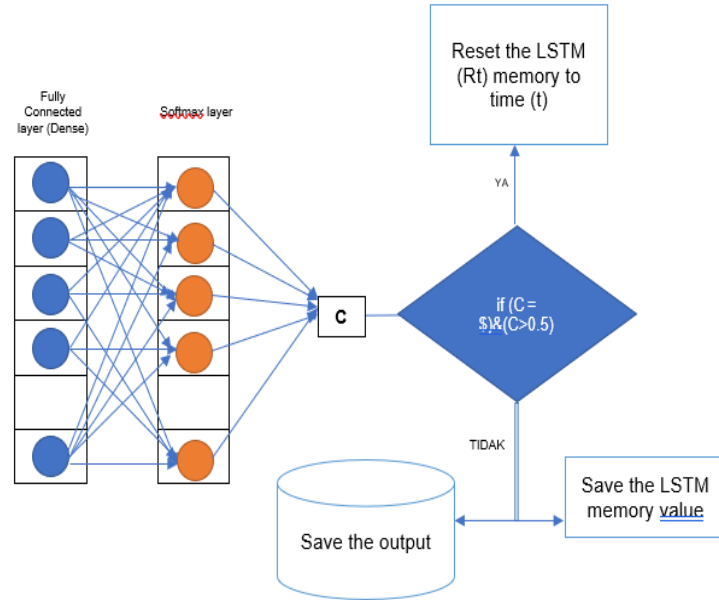 Fully
Connected
layer (Dense)
Softmax layer
Reset the LSTM
(Rt) memory to
time (t)
YA
C
if (C =
$)&(C>0.5)
TIDAK
Save the output
Save the LSTM
memory value